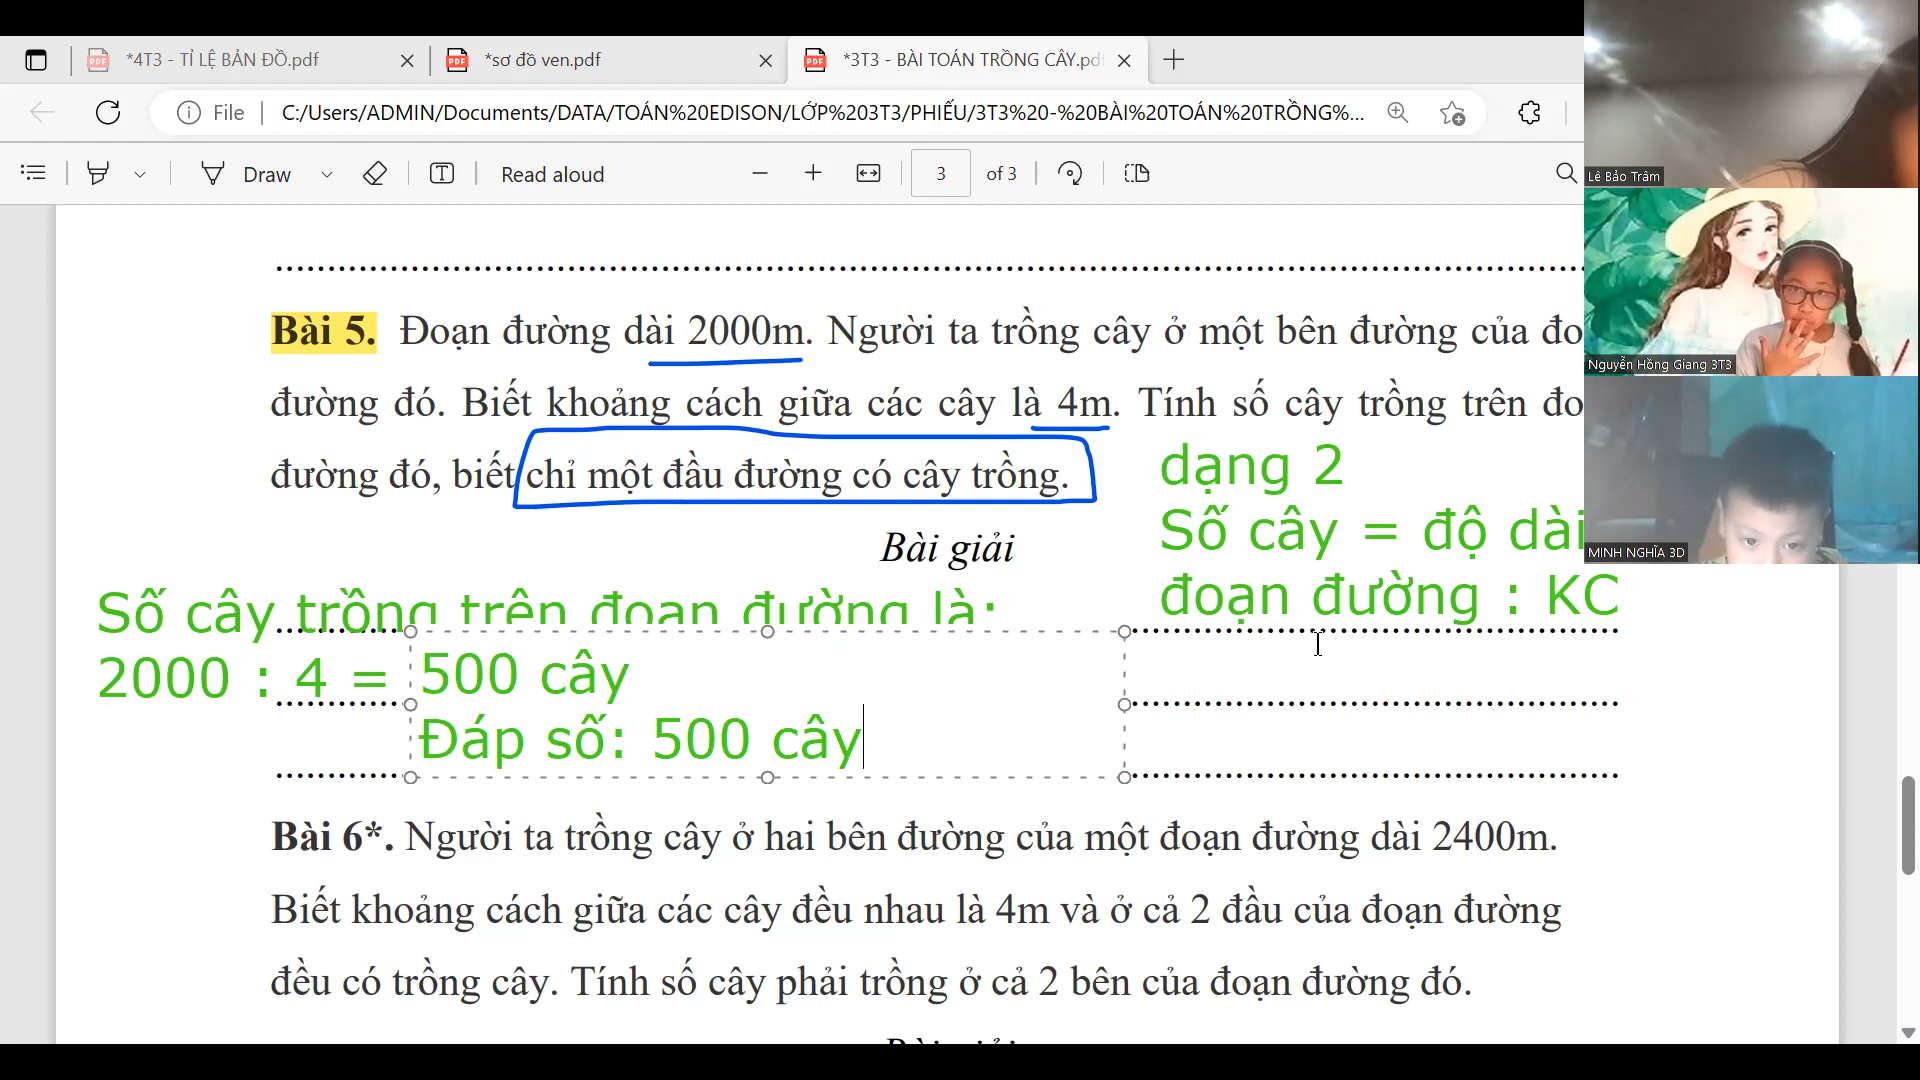 *4T3 - TỈ LỆ BẢN ĐỒ.pdf
*sơ đồ ven.pdf
*3T3 - BÀI TOÁN TRỒNG CÂY.pdf
File
C:/Users/ADMIN/Documents/DATA/TOÁN%20EDISON/LỚP%203T3/PHIẾU/3T3%20-%20BÀI%20TOÁN%20TRỒNG%...
Draw
Read aloud
3 of 3
Lê Bảo Trâm
Nguyễn Hồng Giang 3T3
MINH NGHĨA 3D
Bài 5. Đoạn đường dài 2000m. Người ta trồng cây ở một bên đường của đo
đường đó. Biết khoảng cách giữa các cây là 4m. Tính số cây trồng trên đo
đường đó, biết chỉ một đầu đường có cây trồng.
dạng 2
Số cây = độ dài
đoạn đường : KC
Bài giải
Số cây trồng trên đoạn đường là:
2000 : 4 = 500 cây
Đáp số: 500 cây
Bài 6*. Người ta trồng cây ở hai bên đường của một đoạn đường dài 2400m.
Biết khoảng cách giữa các cây đều nhau là 4m và ở cả 2 đầu của đoạn đường
đều có trồng cây. Tính số cây phải trồng ở cả 2 bên của đoạn đường đó.